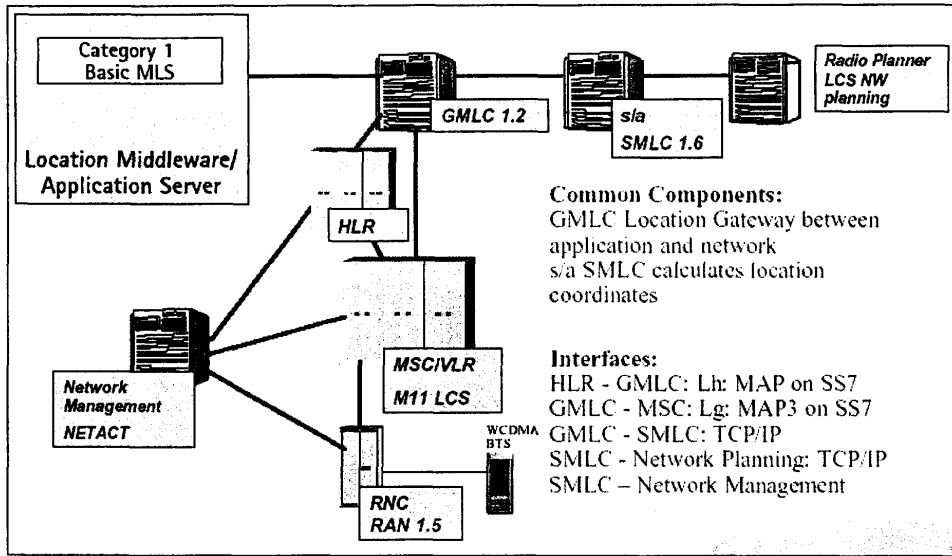 Category 1
Basic MLS
Location Middleware/
Application Server
GMLC 1.2
s/a
SMLC 1.6
Radio Planner
LCS NW
planning
HLR
Common Components:
GMLC Location Gateway between
application and network
s/a SMLC calculates location
coordinates
MSC/VLR
M11 LCS
Network
Management
NETACT
Interfaces:
HLR - GMLC: Lh: MAP on SS7
GMLC - MSC: Lg: MAP3 on SS7
GMLC - SMLC: TCP/IP
SMLC - Network Planning: TCP/IP
SMLC – Network Management
WCDMA
BTS
RNC
RAN 1.5